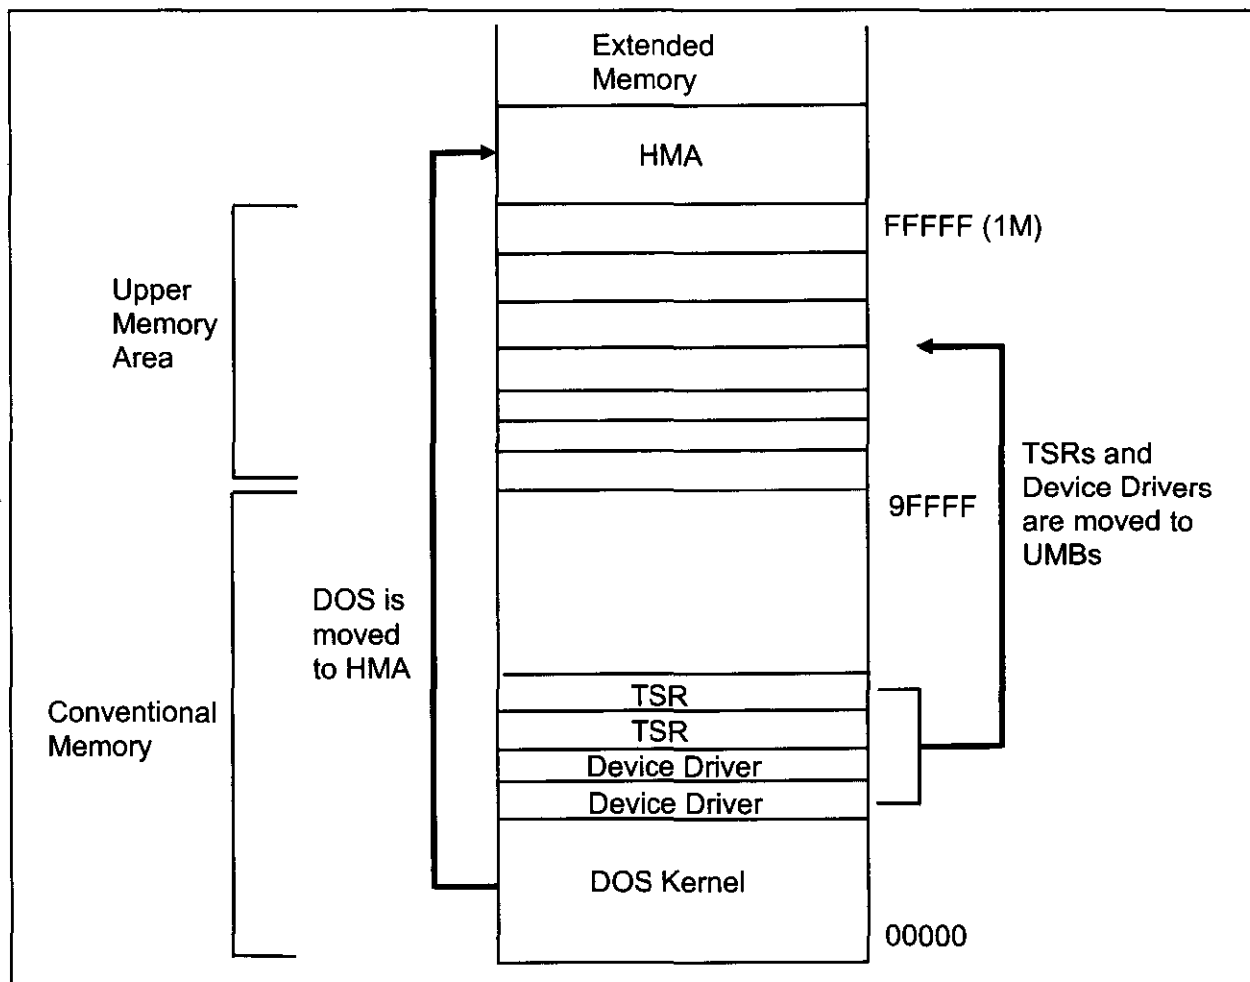 Extended
Memory
HMA
FFFFF (1M)
Upper
Memory
Area
TSRs and
Device Drivers
are moved to
UMBs
9FFFF
DOS is
moved
to HMA
Conventional
Memory
TSR
TSR
Device Driver
Device Driver
DOS Kernel
00000